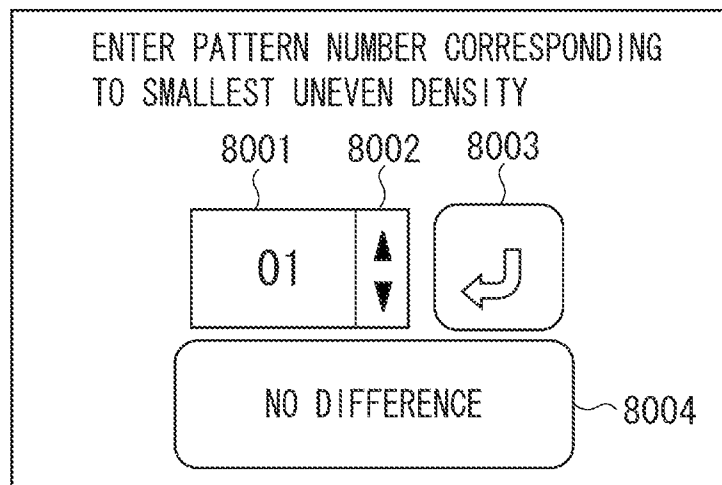 ENTER PATTERN NUMBER CORRESPONDING
TO SMALLEST UNEVEN DENSITY
8001 8002 8003
01
NO DIFFERENCE
8004